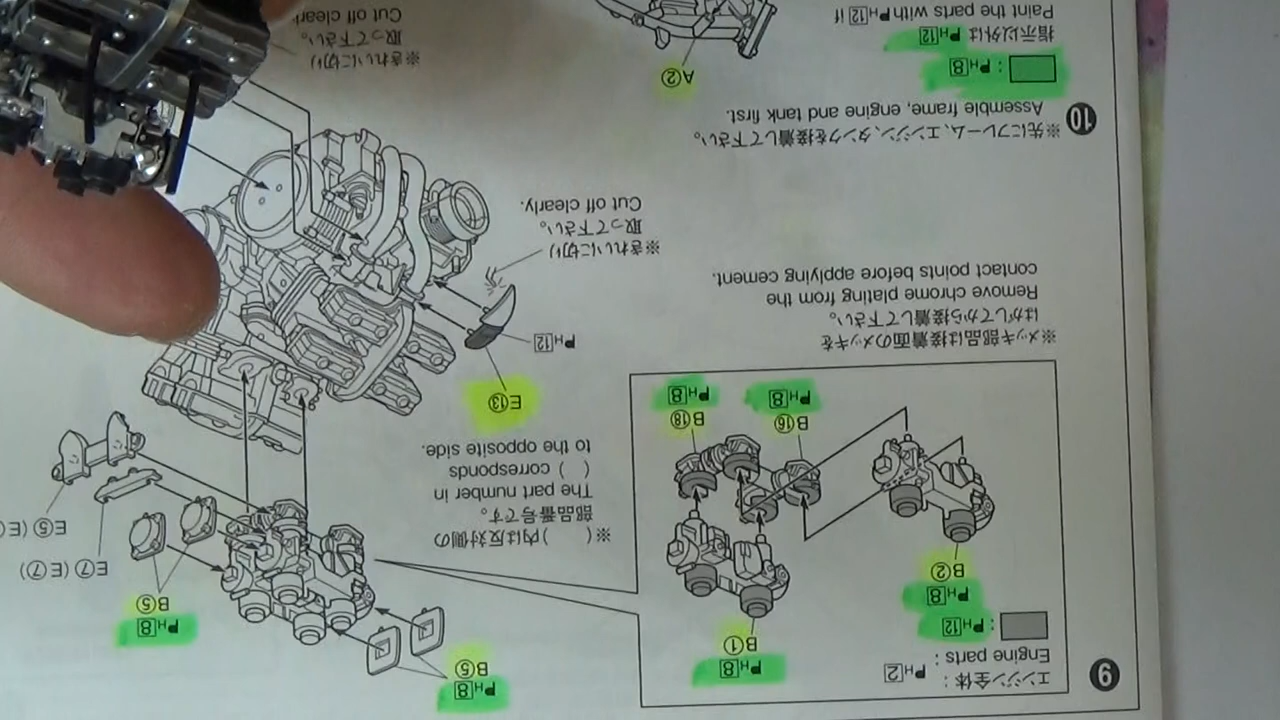 9
エンジン全体:
Engine parts: PH2
: PH12
PH8
B②
PH8
B①
B⑯
PH8
B⑱
PH8
※( )内は反対側の
部品番号です。
The part number in
( ) corresponds
to the opposite side.
PH8
B⑤
PH8
B⑤
E⑦(E⑦)
E⑤(E
E⑬
PH12
※きれいに切り
取って下さい。
Cut off clearly.
※メッキ部品は接着面のメッキを
はがしてから接着して下さい。
Remove chrome plating from the
contact points before applying cement.
10
※先にフレーム、エンジン、タンクを接着して下さい。
Assemble frame, engine and tank first.
: PH8
指示以外は PH12
Paint the parts with PH12 if
A②
※きれいに切り
取って下さい。
Cut off clearly.